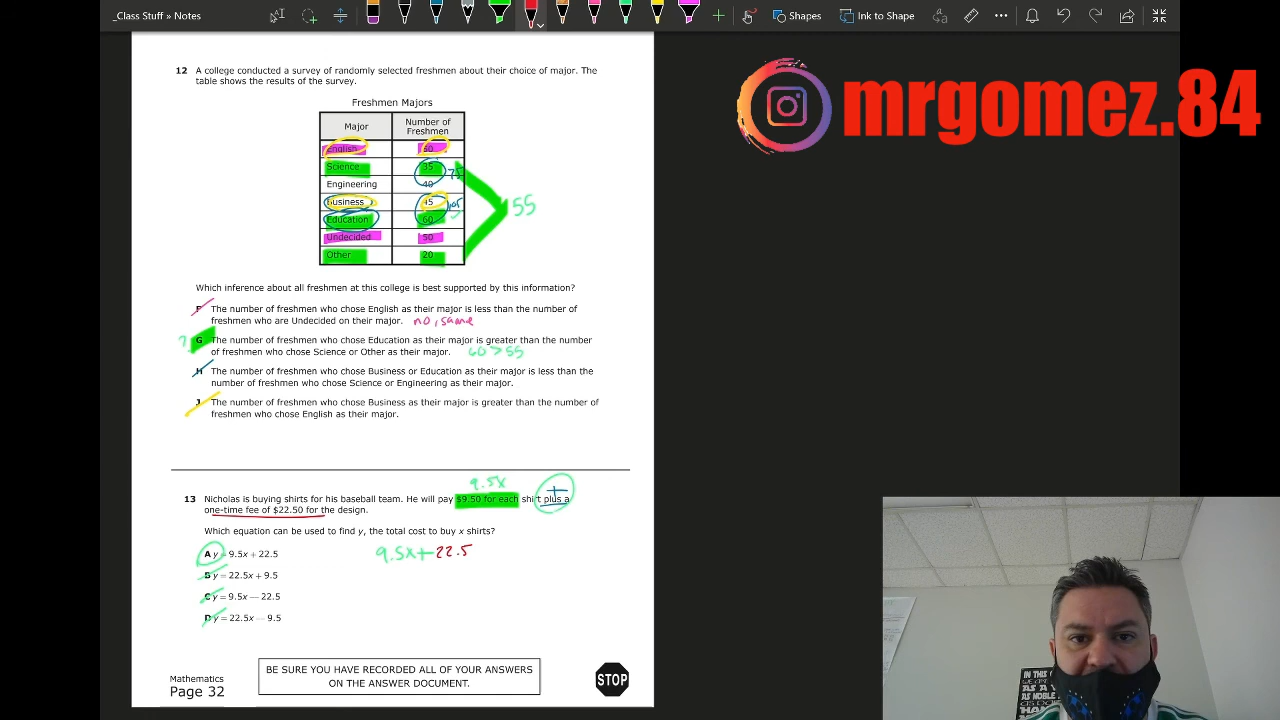 _Class Stuff » Notes
Shapes
Ink to Shape
mrgomez.84
12 A college conducted a survey of randomly selected freshmen about their choice of major. The
table shows the results of the survey.
Freshmen Majors
Major Number of
Freshmen
English 50
Science 35
75
Engineering 40
Business 45
105
Education 60
55
Undecided 50
Other 20
Which inference about all freshmen at this college is best supported by this information?
F The number of freshmen who chose English as their major is less than the number of
freshmen who are Undecided on their major. no, same
? G The number of freshmen who chose Education as their major is greater than the number
of freshmen who chose Science or Other as their major. 60 > 55
H The number of freshmen who chose Business or Education as their major is less than the
number of freshmen who chose Science or Engineering as their major.
J The number of freshmen who chose Business as their major is greater than the number of
freshmen who chose English as their major.
9.5x
+
13 Nicholas is buying shirts for his baseball team. He will pay $9.50 for each shirt plus a
one-time fee of $22.50 for the design.
Which equation can be used to find y, the total cost to buy x shirts?
A y = 9.5x + 22.5
9.5x+22.5
B y = 22.5x + 9.5
C y = 9.5x — 22.5
D y = 22.5x — 9.5
Mathematics
Page 32
BE SURE YOU HAVE RECORDED ALL OF YOUR ANSWERS
ON THE ANSWER DOCUMENT.
STOP
IN THIS
AS A
AS NOBLE